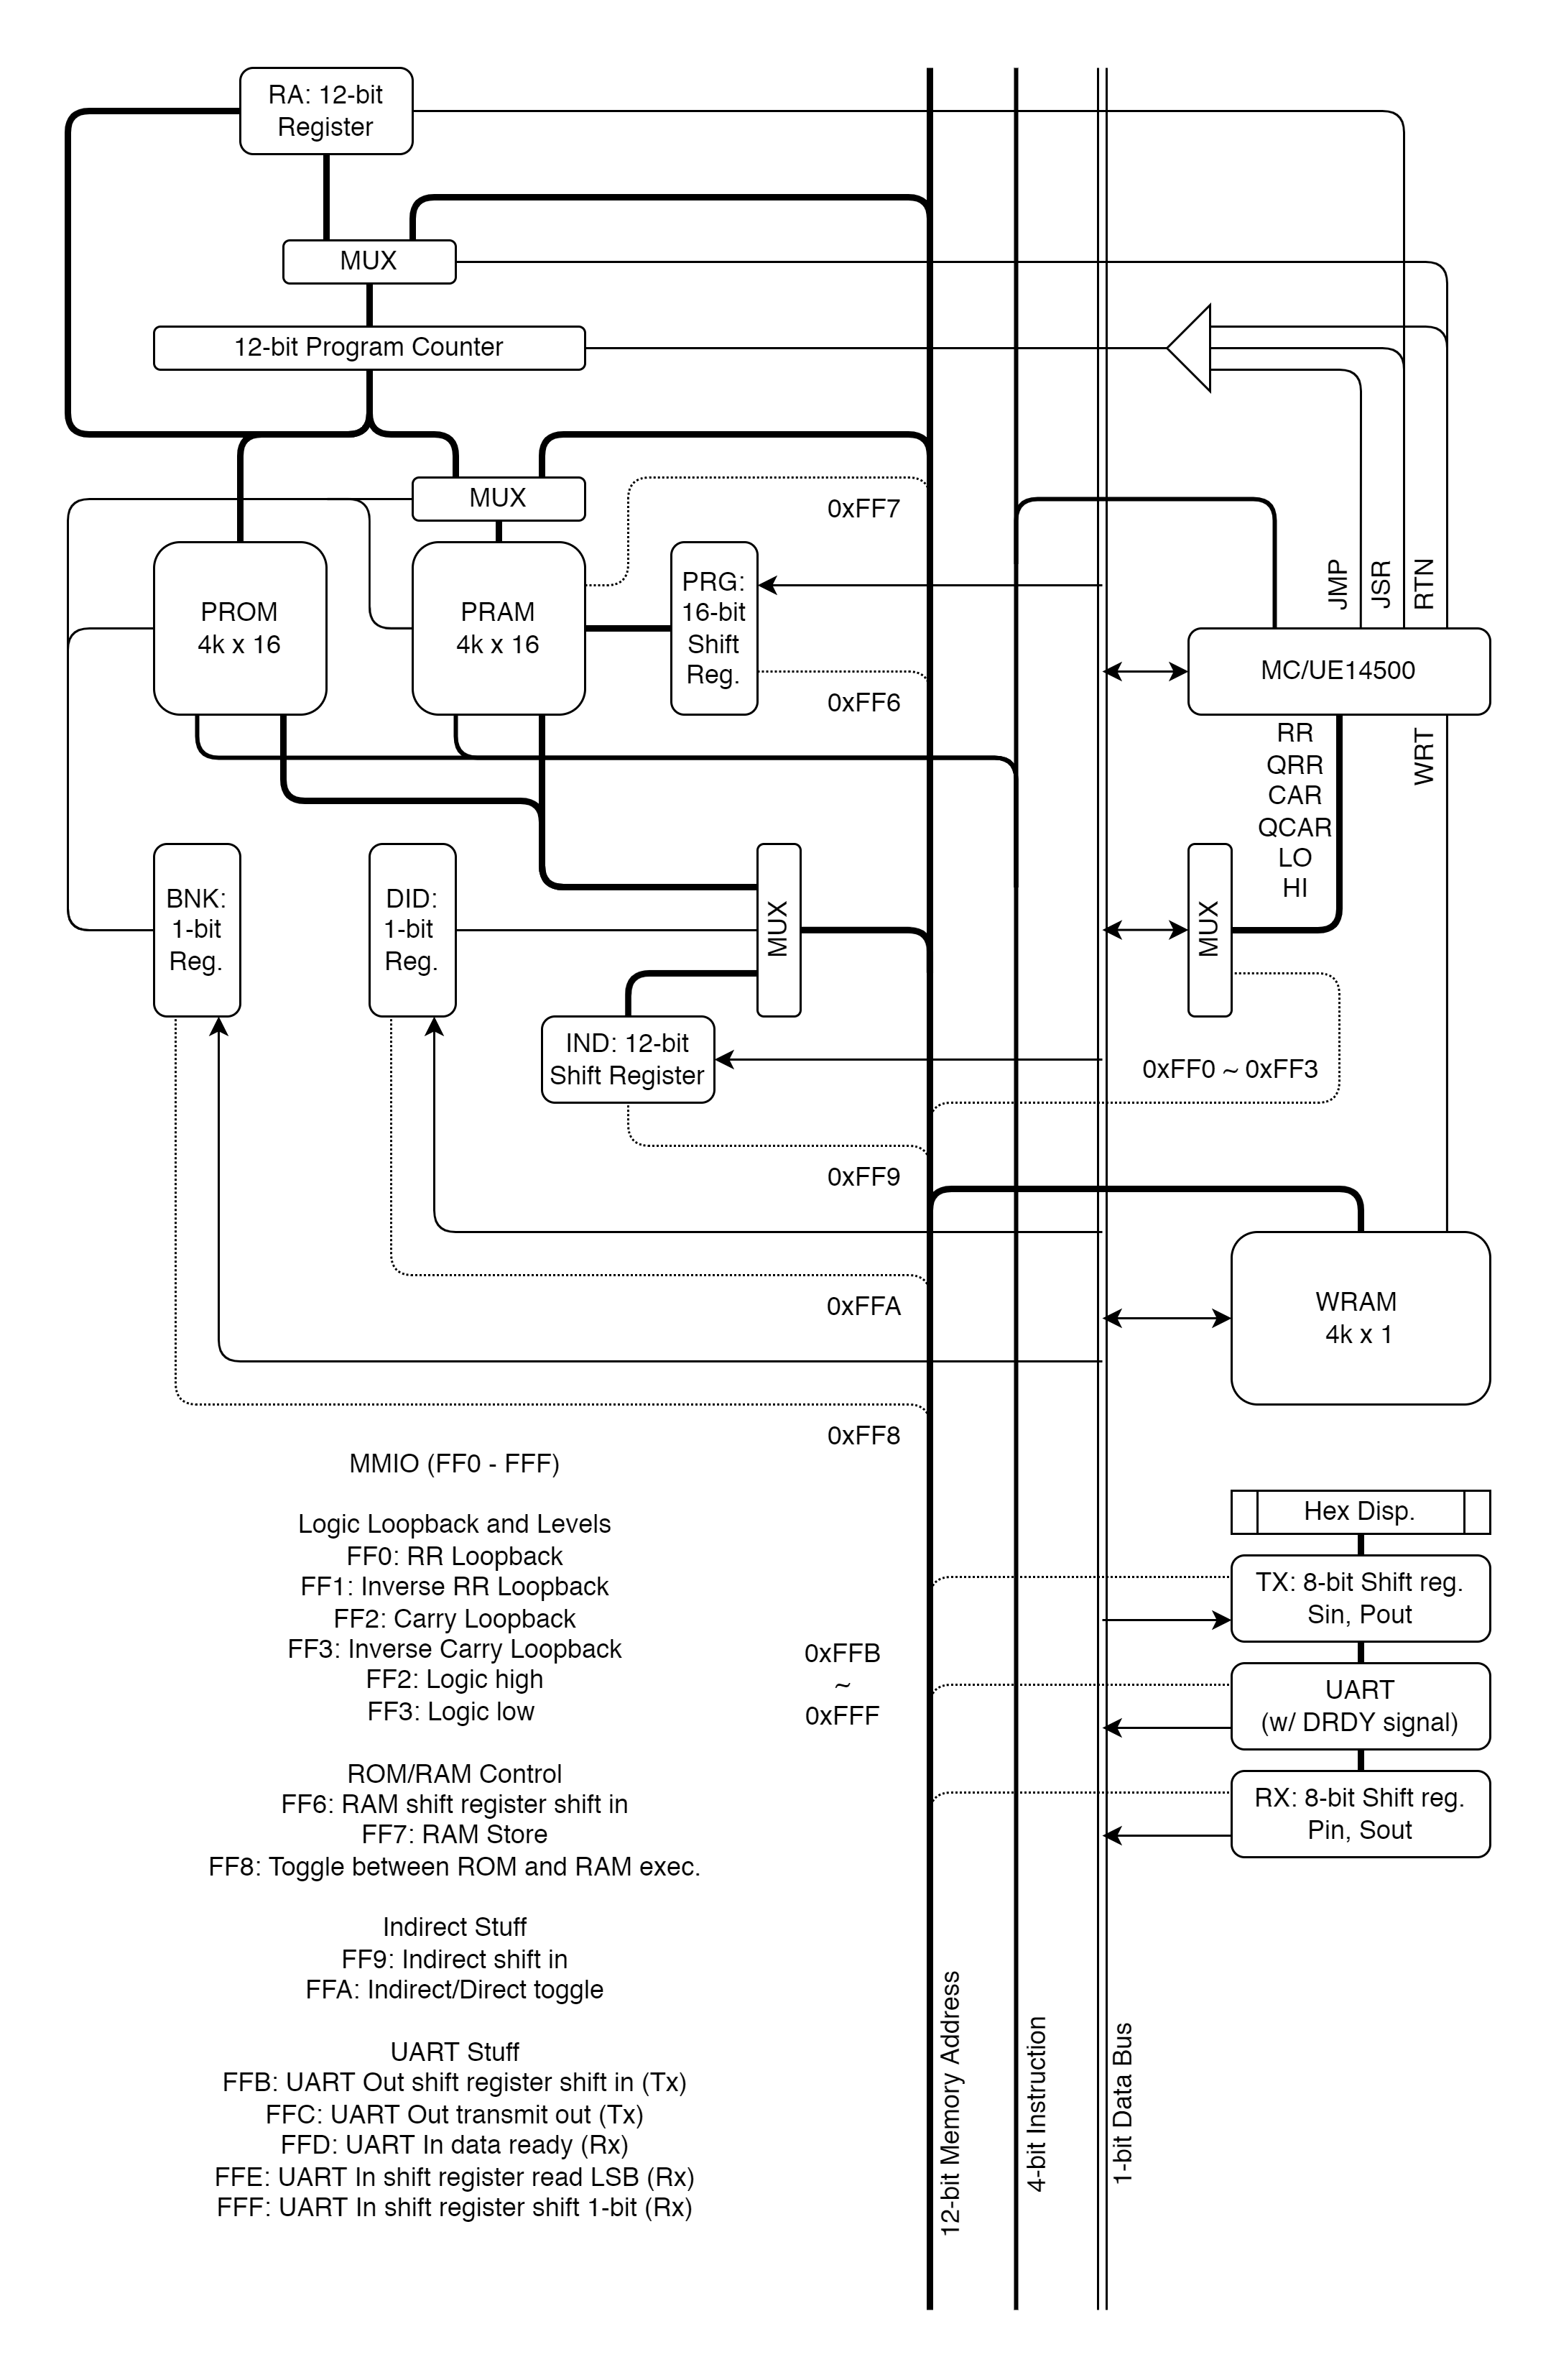 RA: 12-bit
Register
MUX
12-bit Program Counter
MUX
0xFF7
PROM
4k x 16
PRAM
4k x 16
PRG:
16-bit
Shift
Reg.
0xFF6
JMP
JSR
RTN
MC/UE14500
RR
QRR
CAR
QCAR
LO
HI
WRT
BNK:
1-bit
Reg.
DID:
1-bit
Reg.
MUX
MUX
IND: 12-bit
Shift Register
0xFF0 ~ 0xFF3
0xFF9
0xFFA
WRAM
4k x 1
0xFF8
MMIO (FF0 - FFF)
Logic Loopback and Levels
FF0: RR Loopback
FF1: Inverse RR Loopback
FF2: Carry Loopback
FF3: Inverse Carry Loopback
FF2: Logic high
FF3: Logic low
ROM/RAM Control
FF6: RAM shift register shift in
FF7: RAM Store
FF8: Toggle between ROM and RAM exec.
Indirect Stuff
FF9: Indirect shift in
FFA: Indirect/Direct toggle
UART Stuff
FFB: UART Out shift register shift in (Tx)
FFC: UART Out transmit out (Tx)
FFD: UART In data ready (Rx)
FFE: UART In shift register read LSB (Rx)
FFF: UART In shift register shift 1-bit (Rx)
0xFFB
~
0xFFF
Hex Disp.
TX: 8-bit Shift reg.
Sin, Pout
UART
(w/ DRDY signal)
RX: 8-bit Shift reg.
Pin, Sout
12-bit Memory Address
4-bit Instruction
1-bit Data Bus